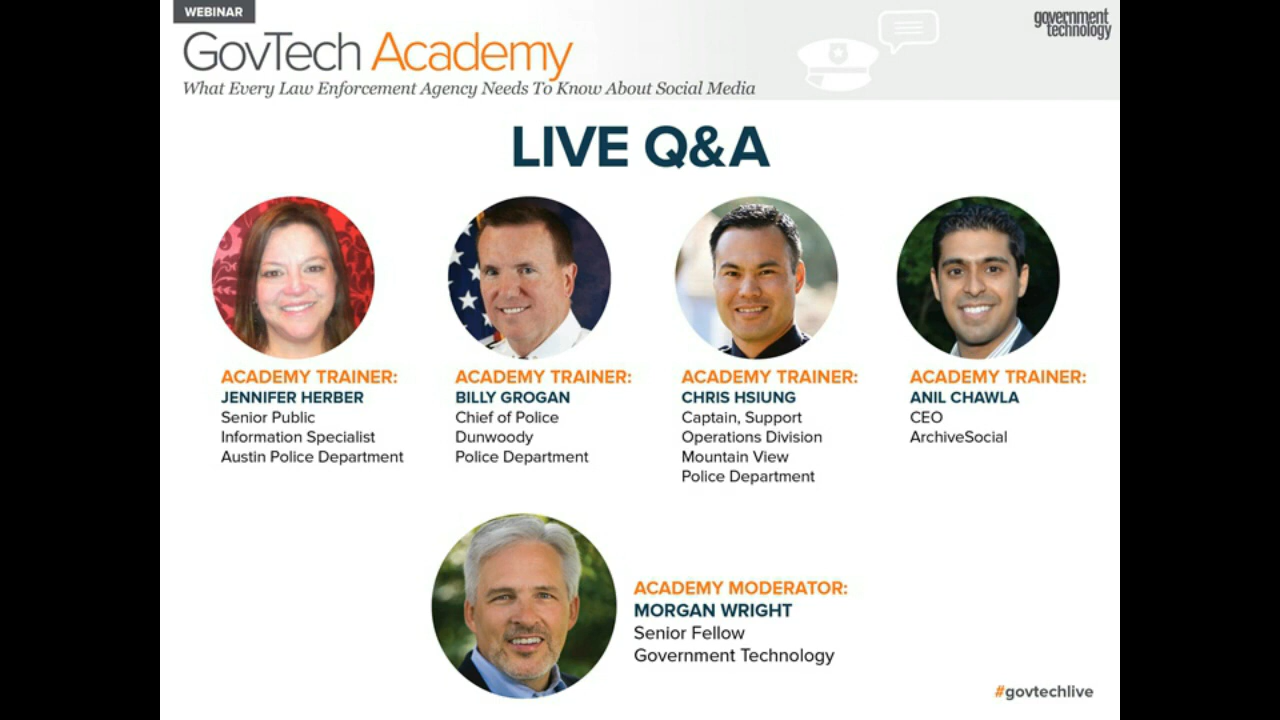 WEBINAR
GovTech Academy
What Every Law Enforcement Agency Needs To Know About Social Media
government
technology
LIVE Q&A
ACADEMY TRAINER:
JENNIFER HERBER
Senior Public
Information Specialist
Austin Police Department
ACADEMY TRAINER:
BILLY GROGAN
Chief of Police
Dunwoody
Police Department
ACADEMY TRAINER:
CHRIS HSIUNG
Captain, Support
Operations Division
Mountain View
Police Department
ACADEMY TRAINER:
ANIL CHAWLA
CEO
ArchiveSocial
ACADEMY MODERATOR:
MORGAN WRIGHT
Senior Fellow
Government Technology
#govtechlive